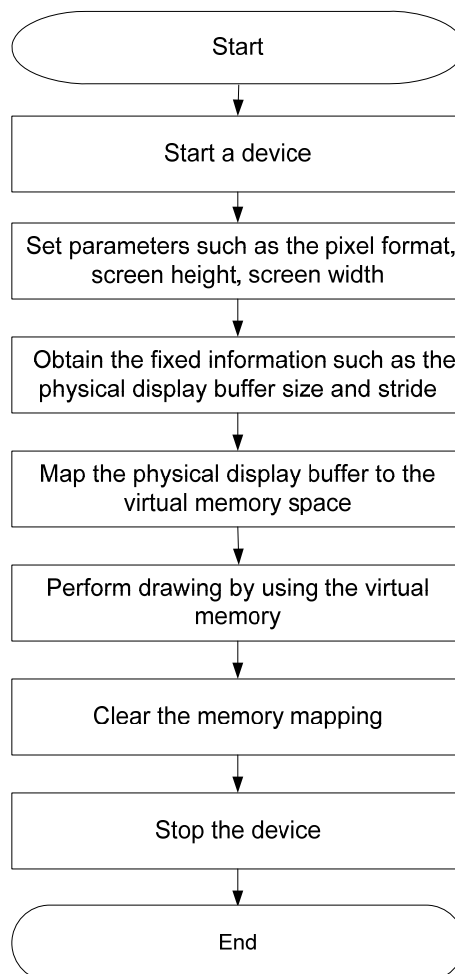 Start
Start a device
Set parameters such as the pixel format,
screen height, screen width
Obtain the fixed information such as the
physical display buffer size and stride
Map the physical display buffer to the
virtual memory space
Perform drawing by using the virtual
memory
Clear the memory mapping
Stop the device
End